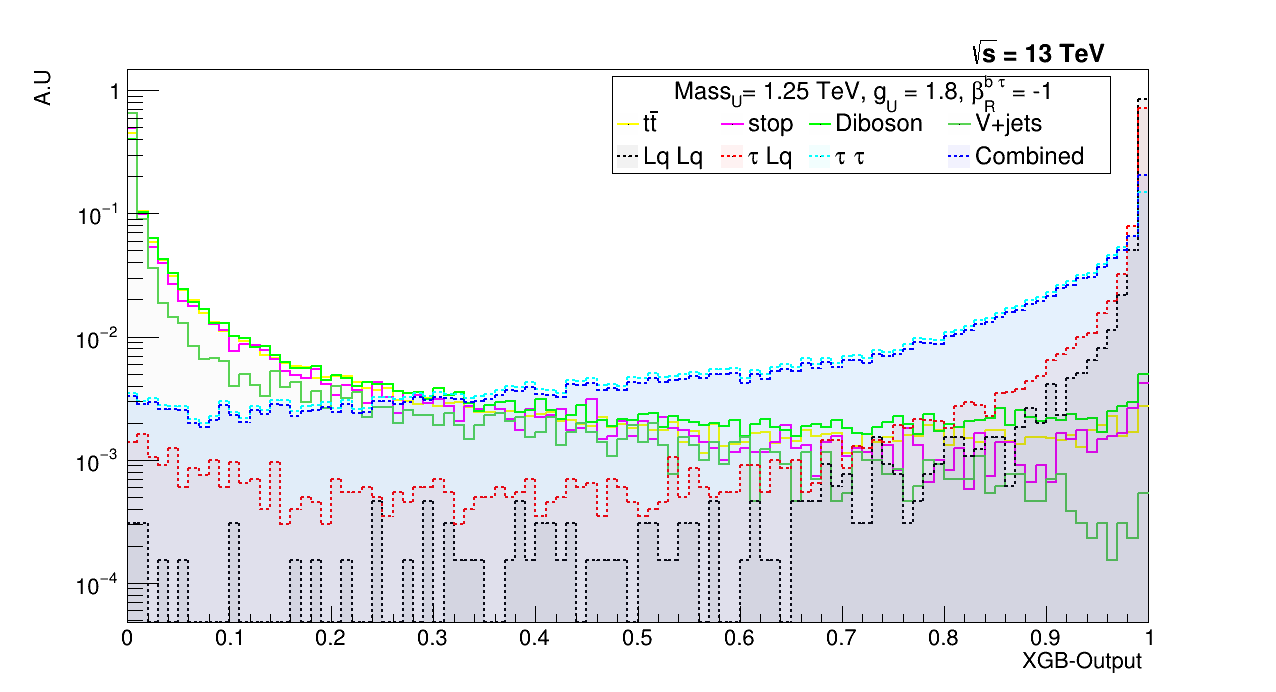 √s = 13 TeV
A.U
Mass_U= 1.25 TeV, g_U = 1.8, β_R^{b τ} = -1
tt̄ stop Diboson V+jets
Lq Lq τ Lq τ τ Combined
1
10⁻¹
10⁻²
10⁻³
10⁻⁴
0 0.1 0.2 0.3 0.4 0.5 0.6 0.7 0.8 0.9 1
XGB-Output